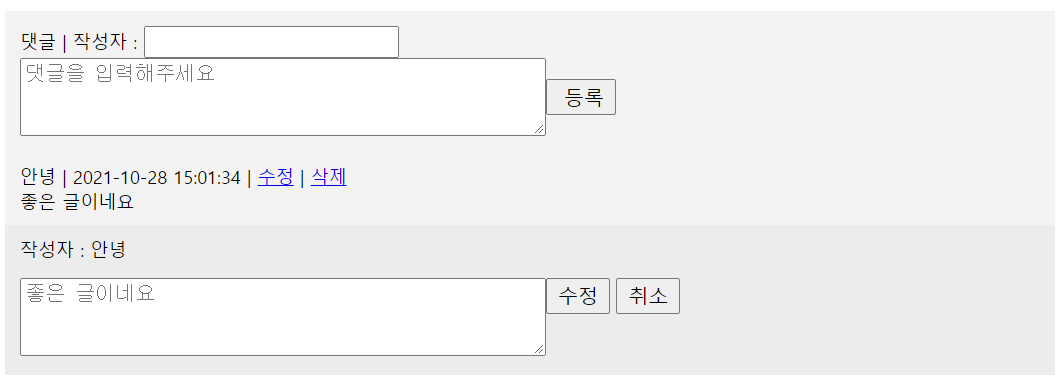 댓글 | 작성자 :
댓글을 입력해주세요
등록
안녕 | 2021-10-28 15:01:34 | 수정 | 삭제
좋은 글이네요
작성자 : 안녕
좋은 글이네요
수정 취소